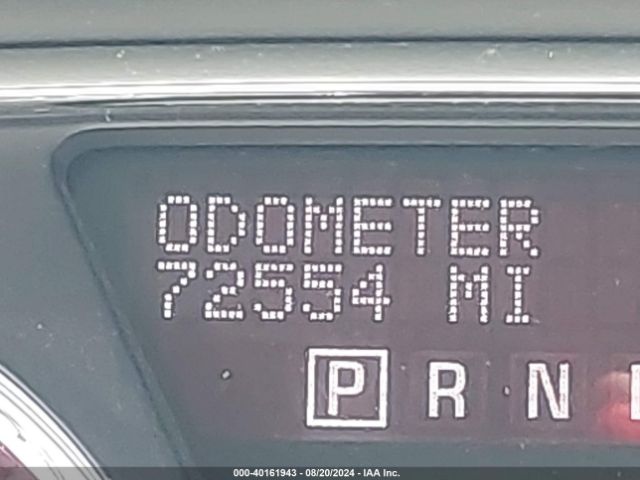 ODOMETER
72554 MI
P R N
000-40161943 - 08/20/2024 - IAA Inc.